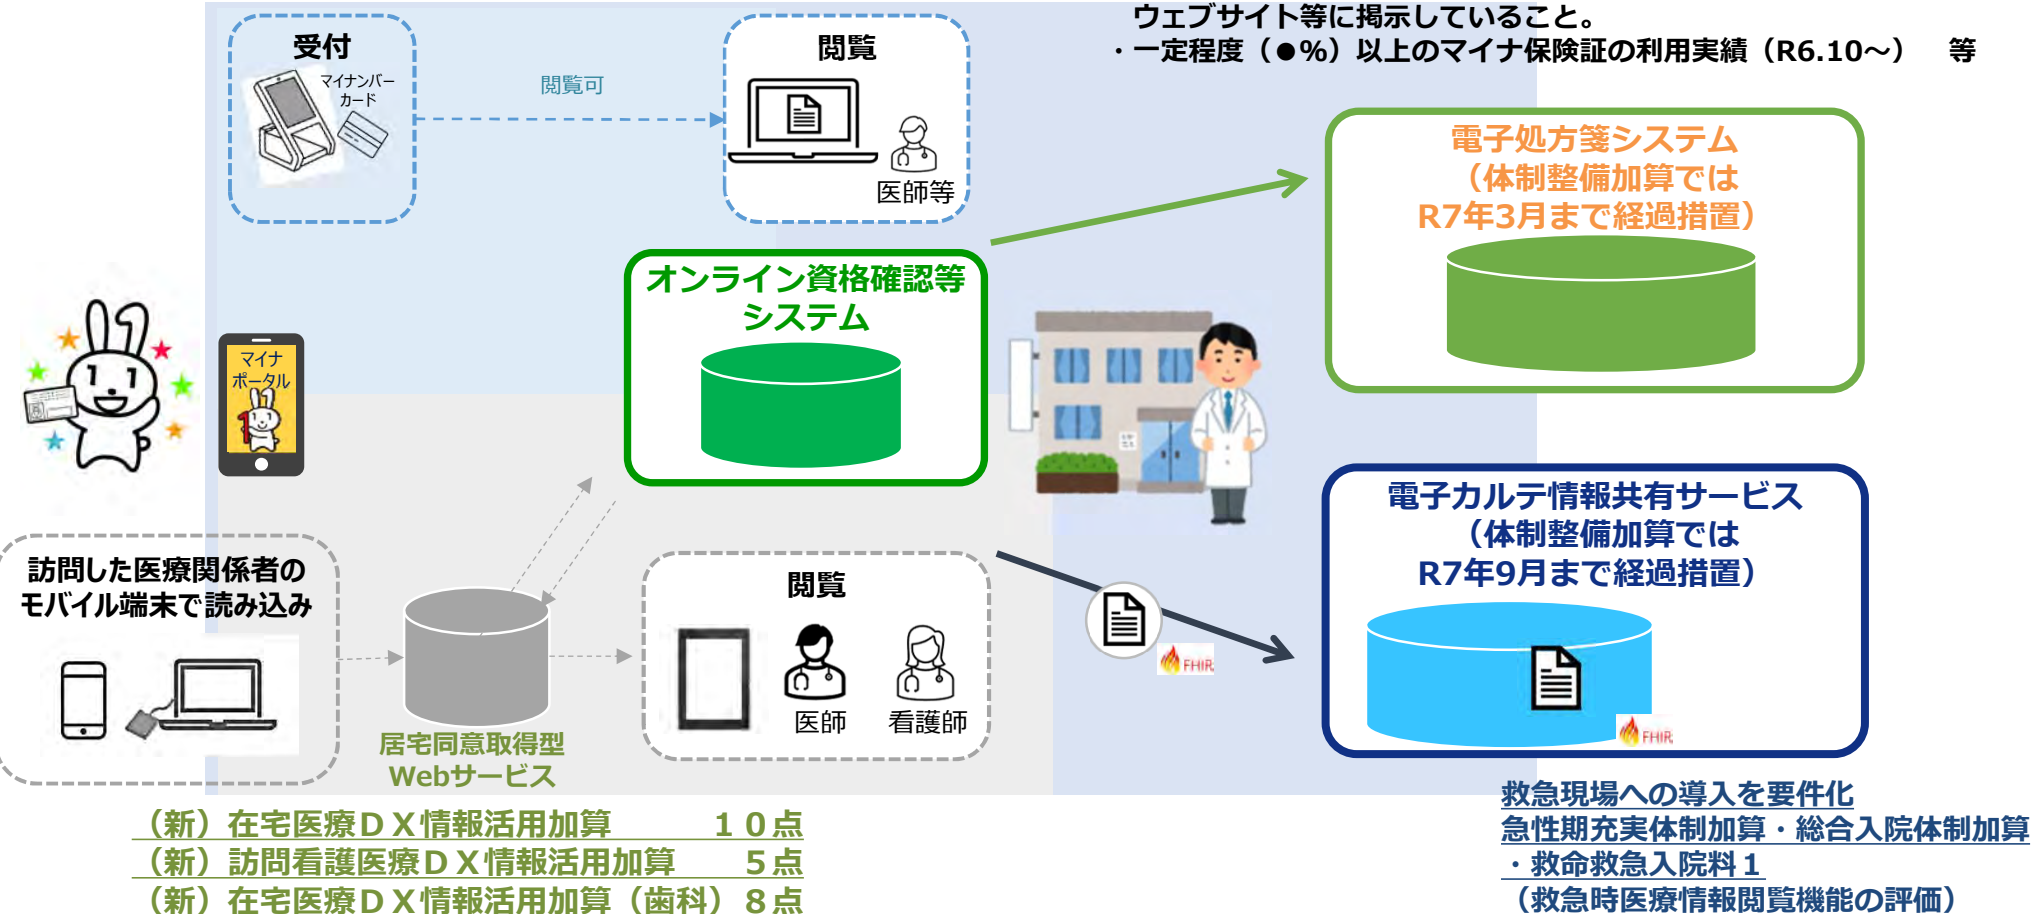 ウェブサイト等に掲示していること。
・一定程度（●％）以上のマイナ保険証の利用実績（R6.10～）　等
受付
マイナンバー
カード
閲覧可
閲覧
医師等
電子処方箋システム
（体制整備加算では
R7年3月まで経過措置）
オンライン資格確認等
システム
マイナ
ポータル
電子カルテ情報共有サービス
（体制整備加算では
R7年9月まで経過措置）
訪問した医療関係者の
モバイル端末で読み込み
閲覧
医師
看護師
FHIR
FHIR
居宅同意取得型
Webサービス
（新）在宅医療ＤＸ情報活用加算　　　１０点
（新）訪問看護医療ＤＸ情報活用加算　　５点
（新）在宅医療ＤＸ情報活用加算（歯科）８点
救急現場への導入を要件化
急性期充実体制加算・総合入院体制加算
・救命救急入院料１
（救急時医療情報閲覧機能の評価）